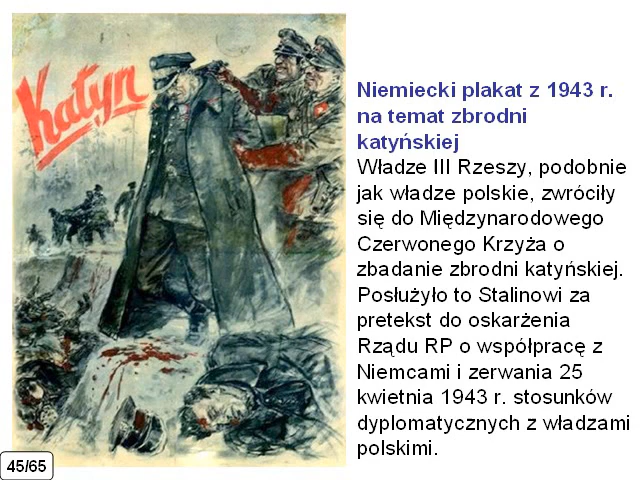 Katyn
Niemiecki plakat z 1943 r.
na temat zbrodni
katyńskiej
Władze III Rzeszy, podobnie
jak władze polskie, zwróciły
się do Międzynarodowego
Czerwonego Krzyża o
zbadanie zbrodni katyńskiej.
Posłużyło to Stalinowi za
pretekst do oskarżenia
Rządu RP o współpracę z
Niemcami i zerwania 25
kwietnia 1943 r. stosunków
dyplomatycznych z władzami
polskimi.
45/65